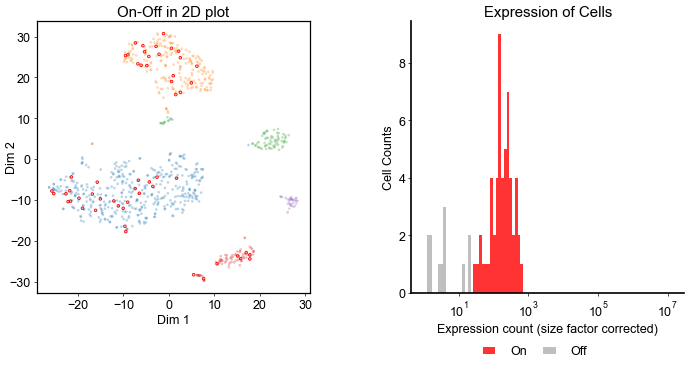 On-Off in 2D plot
30
20
10
0
−10
−20
−30
Dim 2
−20 −10 0 10 20 30
Dim 1
Expression of Cells
8
6
4
2
0
Cell Counts
10^1 10^3 10^5 10^7
Expression count (size factor corrected)
On Off